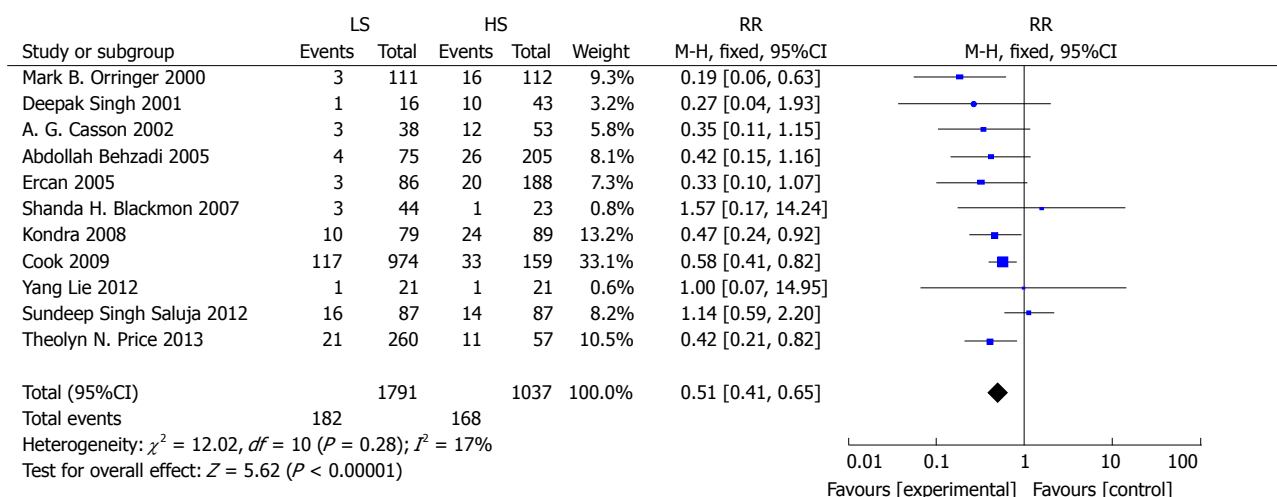 LS HS RR RR
Study or subgroup Events Total Events Total Weight M-H, fixed, 95%CI M-H, fixed, 95%CI
Mark B. Orringer 2000 3 111 16 112 9.3% 0.19 [0.06, 0.63]
Deepak Singh 2001 1 16 10 43 3.2% 0.27 [0.04, 1.93]
A. G. Casson 2002 3 38 12 53 5.8% 0.35 [0.11, 1.15]
Abdollah Behzadi 2005 4 75 26 205 8.1% 0.42 [0.15, 1.16]
Ercan 2005 3 86 20 188 7.3% 0.33 [0.10, 1.07]
Shanda H. Blackmon 2007 3 44 1 23 0.8% 1.57 [0.17, 14.24]
Kondra 2008 10 79 24 89 13.2% 0.47 [0.24, 0.92]
Cook 2009 117 974 33 159 33.1% 0.58 [0.41, 0.82]
Yang Lie 2012 1 21 1 21 0.6% 1.00 [0.07, 14.95]
Sundeep Singh Saluja 2012 16 87 14 87 8.2% 1.14 [0.59, 2.20]
Theolyn N. Price 2013 21 260 11 57 10.5% 0.42 [0.21, 0.82]
Total (95%CI) 1791 1037 100.0% 0.51 [0.41, 0.65]
Total events 182 168
Heterogeneity: χ² = 12.02, df = 10 (P = 0.28); I² = 17%
Test for overall effect: Z = 5.62 (P < 0.00001)
0.01 0.1 1 10 100
Favours [experimental] Favours [control]